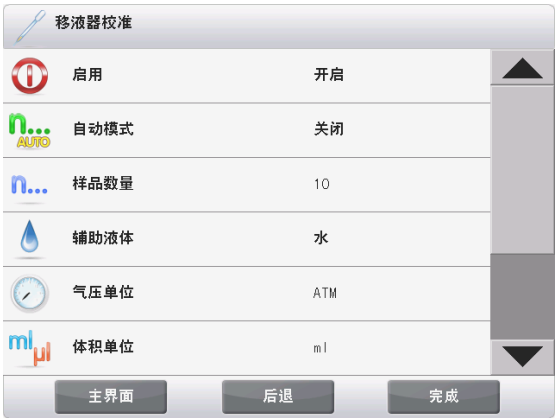 移液器校准
启用 开启
n... AUTO 自动模式 关闭
n... 样品数量 10
辅助液体 水
气压单位 ATM
ml μl 体积单位 ml
主界面 后退 完成